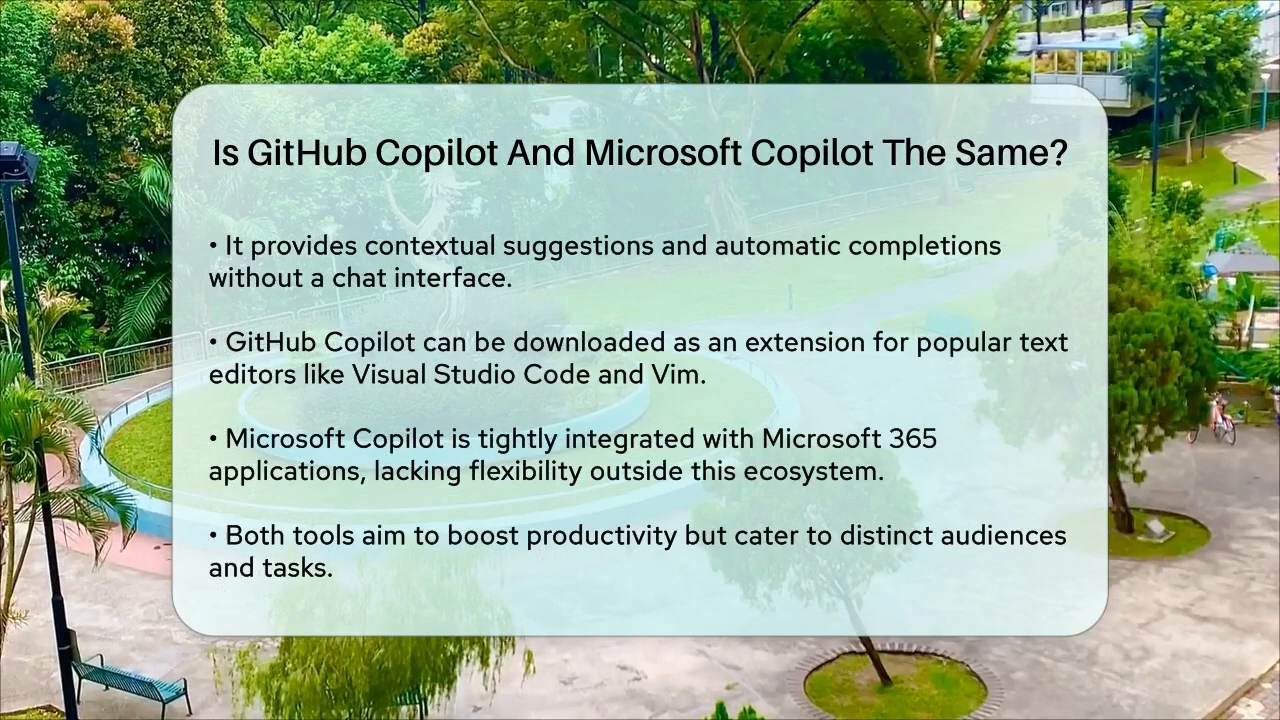 Is GitHub Copilot And Microsoft Copilot The Same?
• It provides contextual suggestions and automatic completions
without a chat interface.
• GitHub Copilot can be downloaded as an extension for popular text
editors like Visual Studio Code and Vim.
• Microsoft Copilot is tightly integrated with Microsoft 365
applications, lacking flexibility outside this ecosystem.
• Both tools aim to boost productivity but cater to distinct audiences
and tasks.